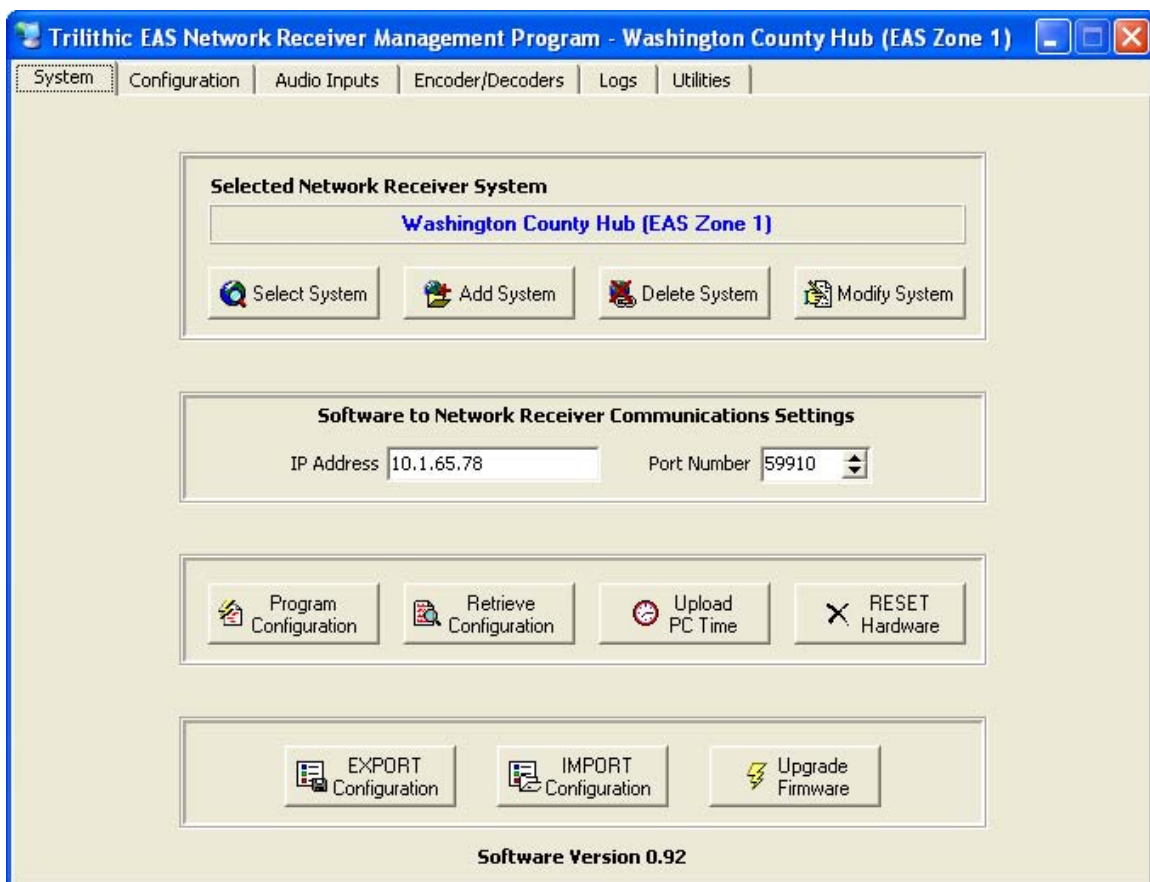 Trilithic EAS Network Receiver Management Program - Washington County Hub (EAS Zone 1)
System Configuration Audio Inputs Encoder/Decoders Logs Utilities
Selected Network Receiver System
Washington County Hub (EAS Zone 1)
Select System Add System Delete System Modify System
Software to Network Receiver Communications Settings
IP Address 10.1.65.78 Port Number 59910
Program Configuration
Retrieve Configuration
Upload PC Time
RESET Hardware
EXPORT Configuration
IMPORT Configuration
Upgrade Firmware
Software Version 0.92